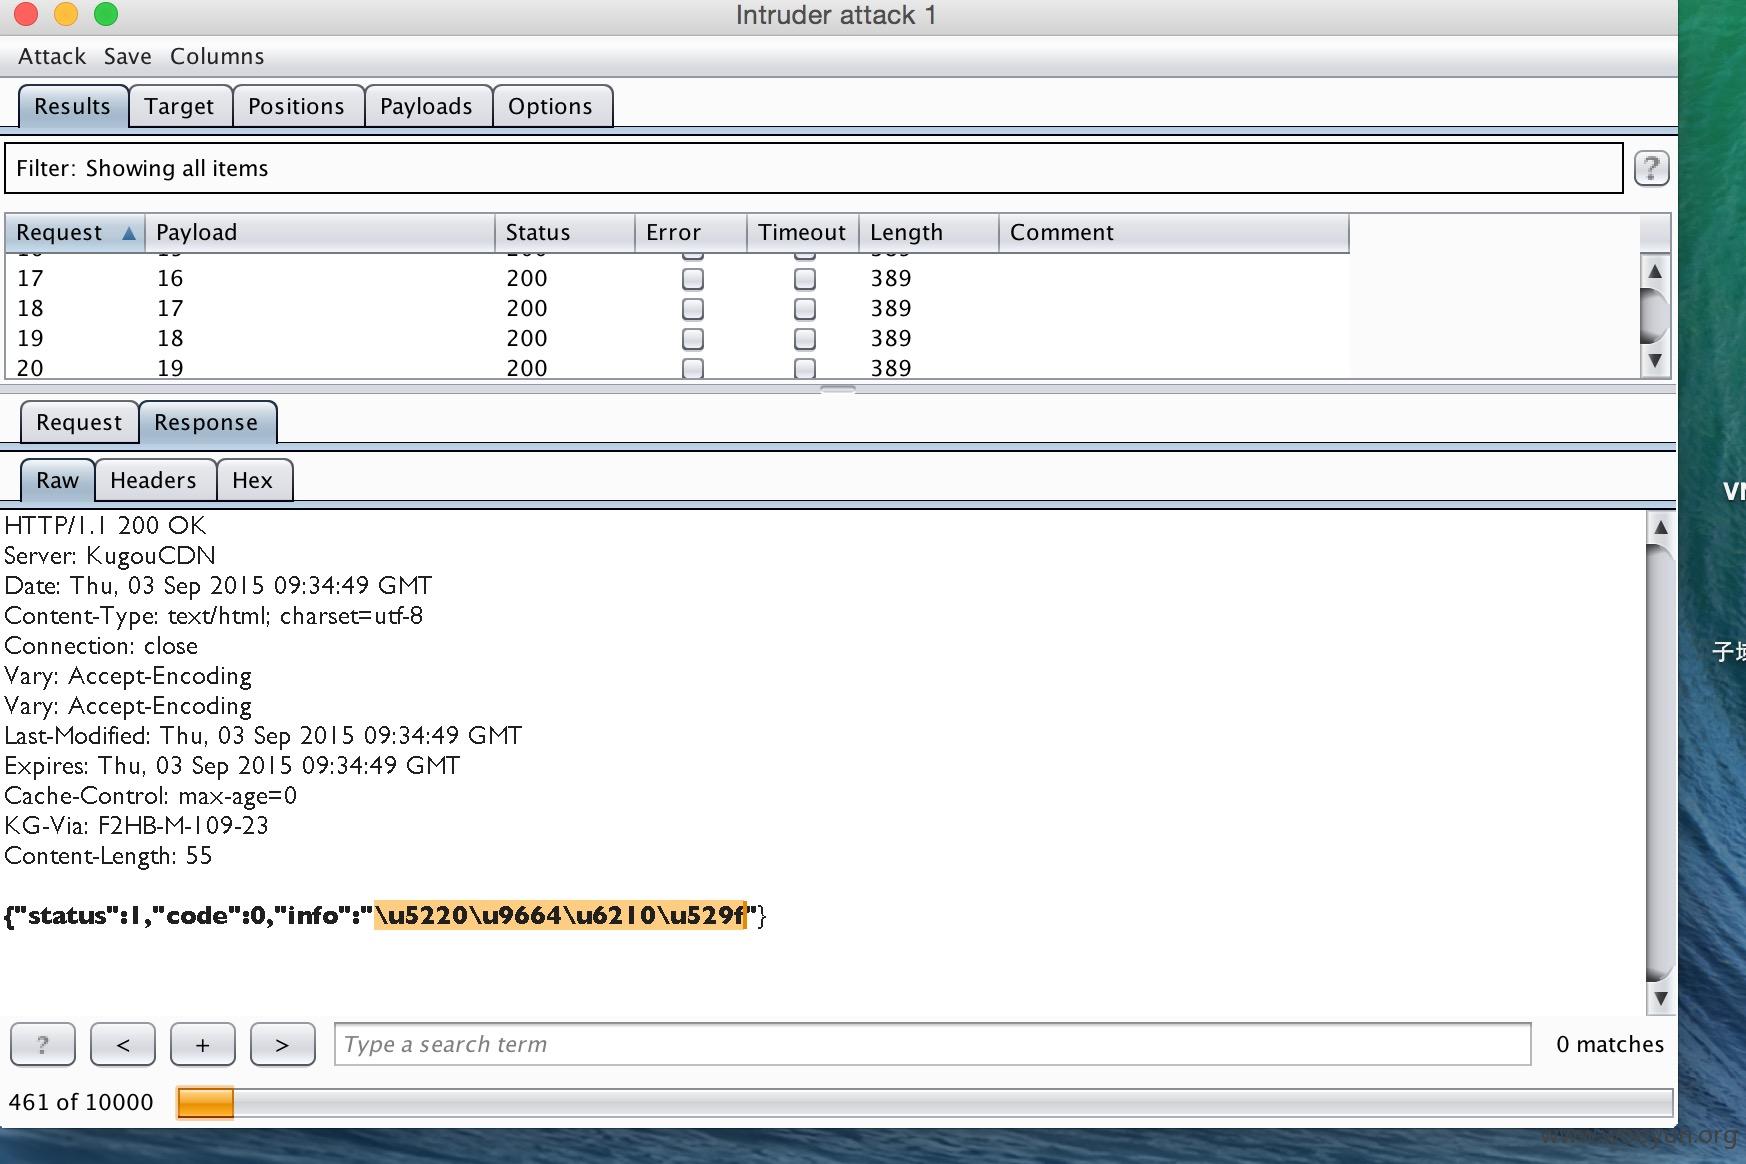 Intruder attack 1
Attack Save Columns
Results Target Positions Payloads Options
Filter: Showing all items ?
Request Payload Status Error Timeout Length Comment
17 16 200 389
18 17 200 389
19 18 200 389
20 19 200 389
Request Response
Raw Headers Hex
HTTP/1.1 200 OK
Server: KugouCDN
Date: Thu, 03 Sep 2015 09:34:49 GMT
Content-Type: text/html; charset=utf-8
Connection: close
Vary: Accept-Encoding
Vary: Accept-Encoding
Last-Modified: Thu, 03 Sep 2015 09:34:49 GMT
Expires: Thu, 03 Sep 2015 09:34:49 GMT
Cache-Control: max-age=0
KG-Via: F2HB-M-109-23
Content-Length: 55
{"status":1,"code":0,"info":"\u5220\u9664\u6210\u529f"}
? < + > Type a search term 0 matches
461 of 10000
VM
子域